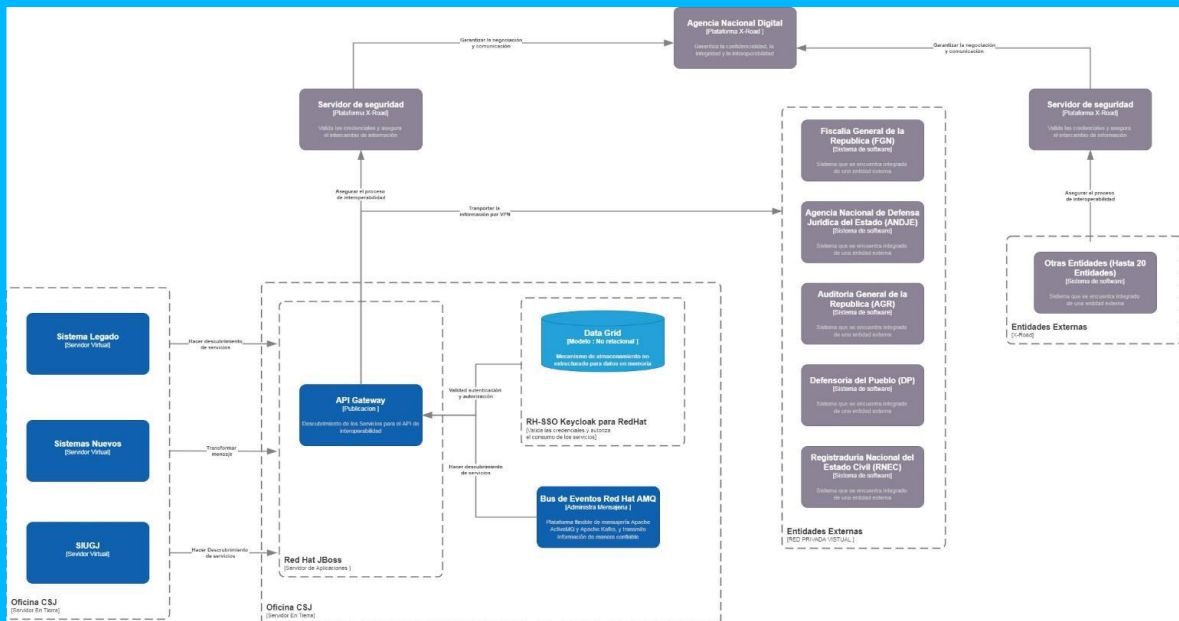 Agencia Nacional Digital
[Plataforma X-Road ]
Garantiza la confidencialidad, la
integridad y la interoperabilidad
Garantizar la negociación
y comunicación
Garantizar la negociación
y comunicación
Servidor de seguridad
[Plataforma X-Road]
Valida las credenciales y asegura
el intercambio de información
Servidor de seguridad
[Plataforma X-Road]
Valida las credenciales y asegura
el intercambio de información
Asegurar el proceso
de interoperabilidad
Trasportar la
información por VPN
Asegurar el proceso
de interoperabilidad
Fiscalia General de la
Republica (FGN)
[Sistema de software]
Sistema que se encuentra integrado
de una entidad externa
Agencia Nacional de Defensa
Jurídica del Estado (ANDJE)
[Sistema de software]
Sistema que se encuentra integrado
de una entidad externa
Auditoría General de la
Republica (AGR)
[Sistema de software]
Sistema que se encuentra integrado
de una entidad externa
Defensoría del Pueblo (DP)
[Sistema de software]
Sistema que se encuentra integrado
de una entidad externa
Registraduría Nacional del
Estado Civil (RNEC)
[Sistema de software]
Sistema que se encuentra integrado
de una entidad externa
Entidades Externas
[RED PRIVADA VISTUAL ]
Otras Entidades (Hasta 20
Entidades)
[Sistema de software]
Sistema que se encuentra integrado
de una entidad externa
Entidades Externas
[X-Road]
Sistema Legado
[Servidor Virtual]
Sistemas Nuevos
[Servidor Virtual]
SIUGJ
[Sevidor Virtual]
Oficina CSJ
[Servidor En Tierra]
Hacer descubrimiento
de servicios
Transformar
mensaje
Hacer Descrubrimiento
de servicios
API Gateway
[Publicacion ]
Descubrimiento de los Servicios para el API de
interoperabilidad
Red Hat JBoss
[Servidor de Aplicaciones ]
Validad autenticación
y autorización
Hacer descubrimiento
de servicios
Data Grid
[Modelo : No relacional ]
Mecanismo de almacenamiento no
estructurado para datos en memoria
RH-SSO Keycloak para RedHat
[Valida las credenciales y autoriza
el consumo de los servicios]
Bus de Eventos Red Hat AMQ
[Administra Mensajeria ]
Plataforma flexible de mensajería Apache
ActiveMQ y Apache Kafka, y transmite
información de manera confiable
Oficina CSJ
[Servidor En Tierra]